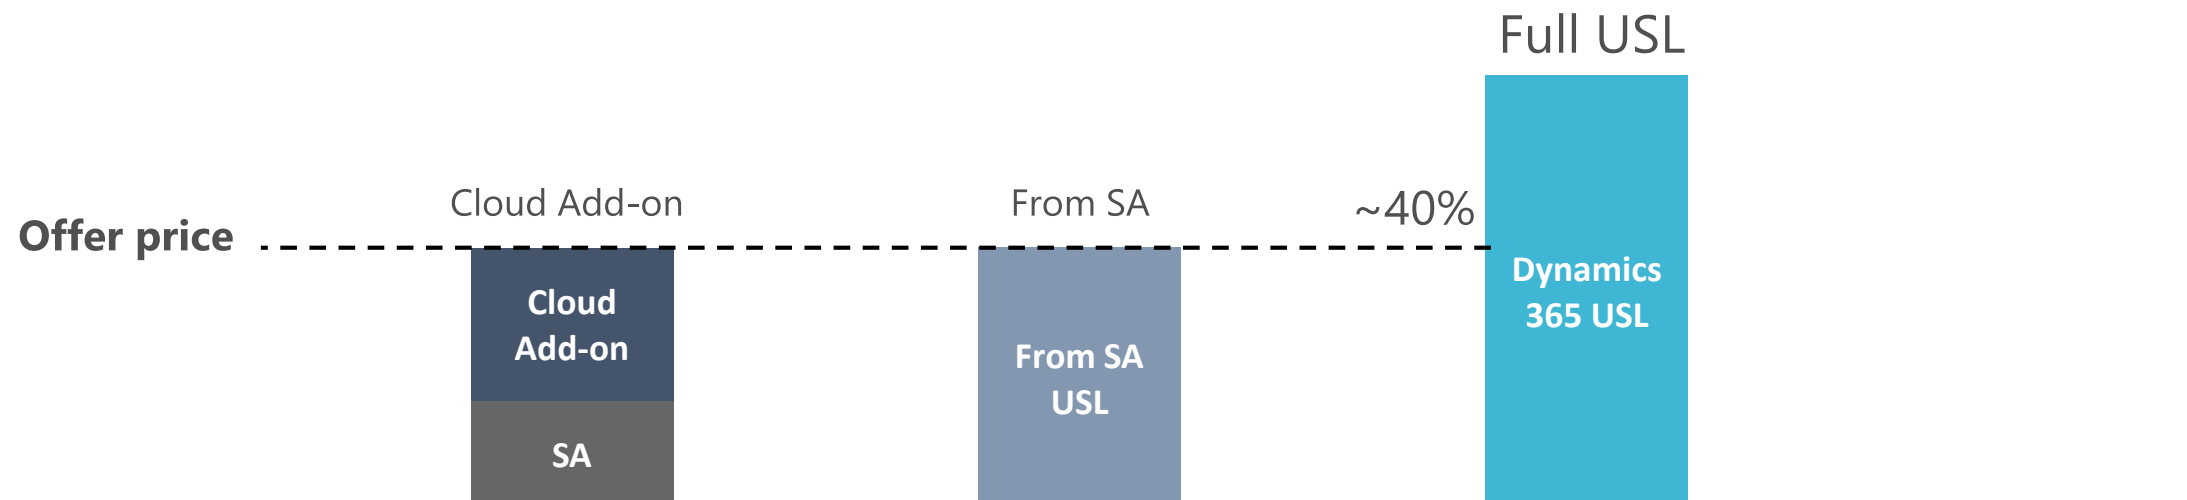 Full USL
Cloud Add-on
From SA
~40%
Offer price
Cloud
Add-on
SA
From SA
USL
Dynamics
365 USL